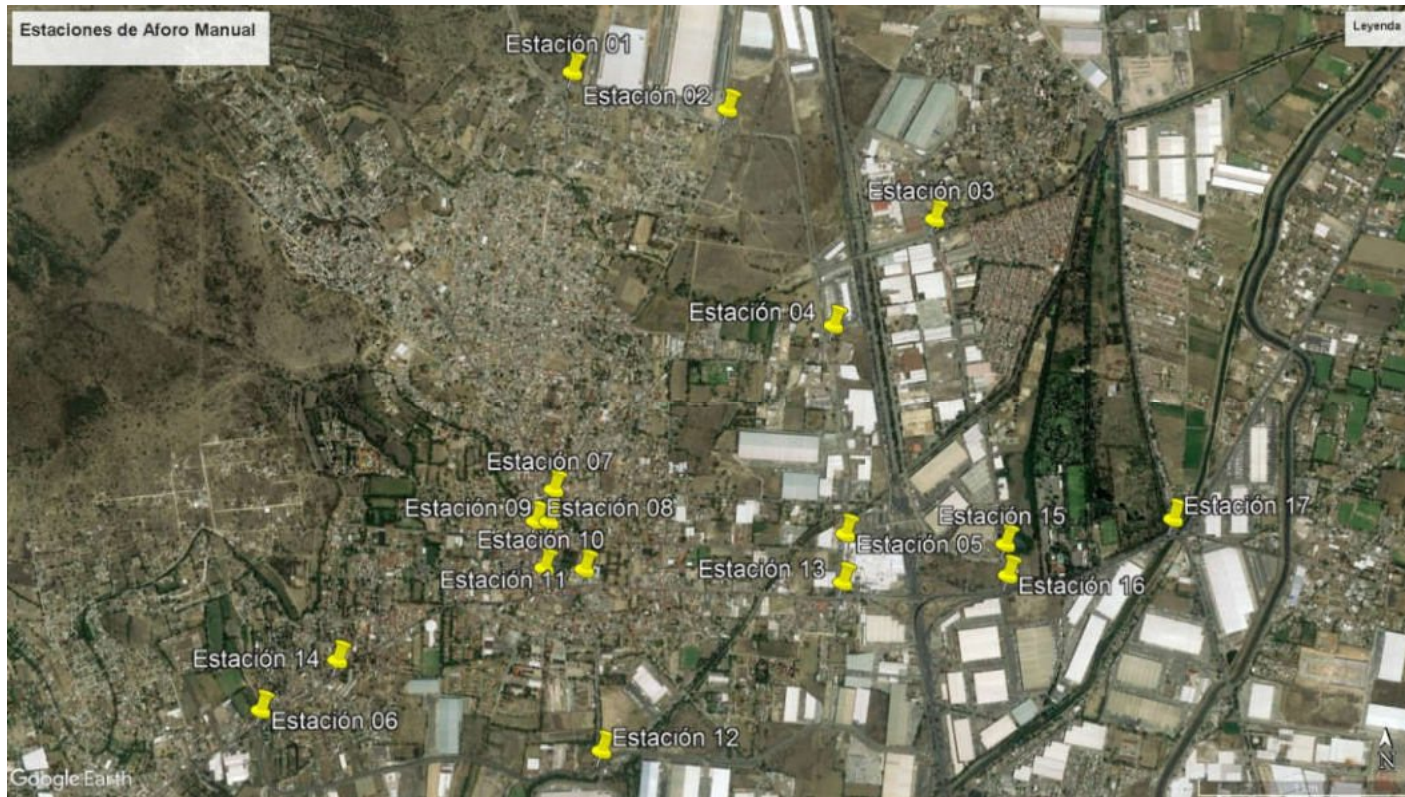 Estaciones de Aforo Manual
Leyenda
Estación 01
Estación 02
Estación 03
Estación 04
Estación 07
Estación 09
Estación 08
Estación 17
Estación 15
Estación 10
Estación 05
Estación 13
Estación 11
Estación 16
Estación 14
Estación 06
Estación 12
Google Earth
N